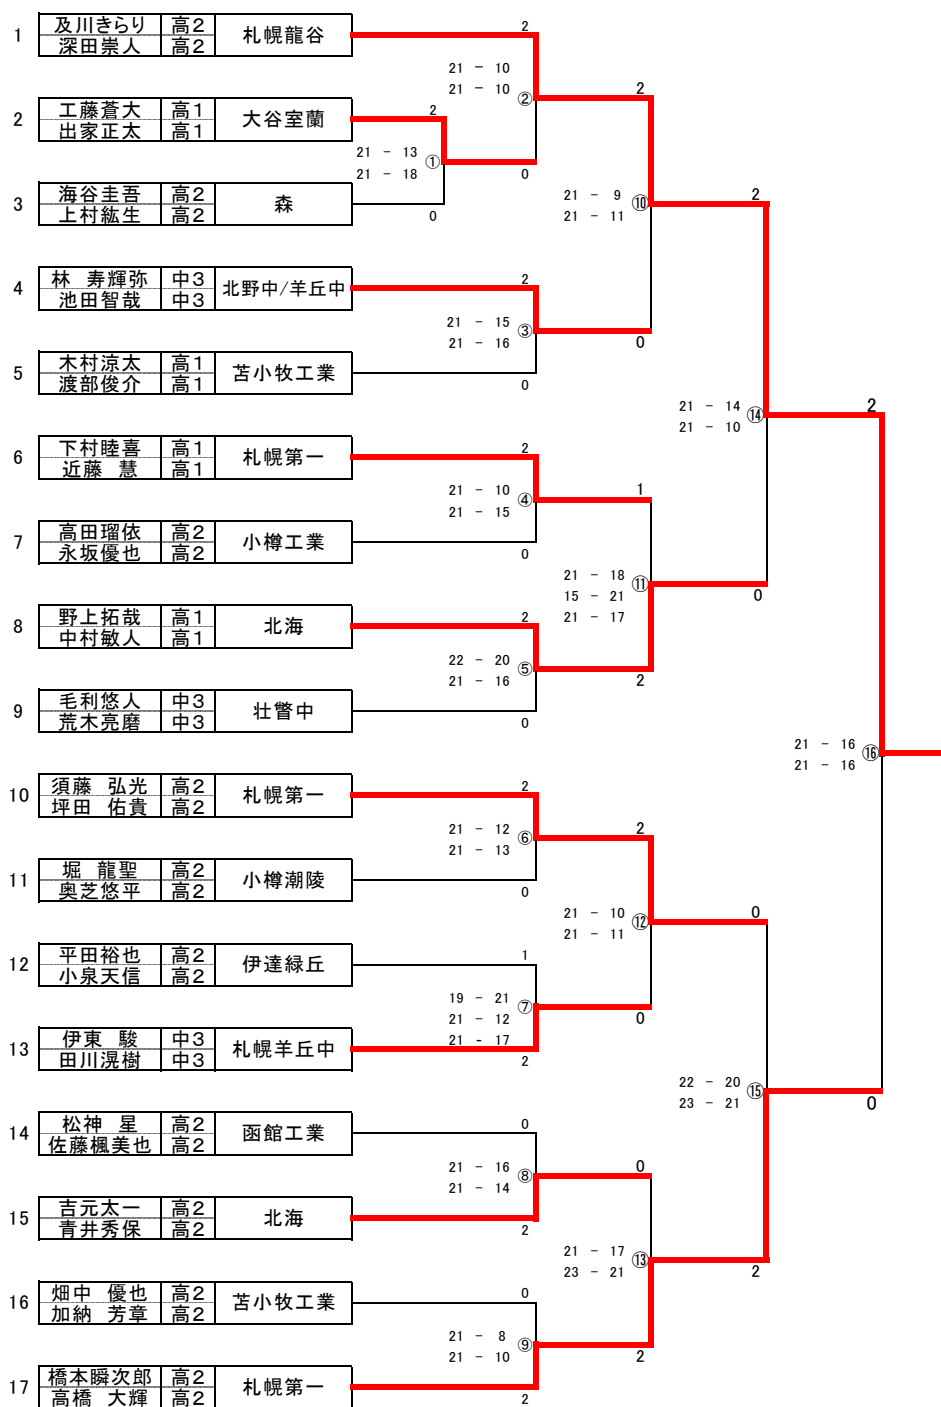 1 及川きらり 高2 札幌龍谷
深田崇人 高2
2
21 － 10
21 － 10
②
2
2 工藤蒼大 高1 大谷室蘭
出家正太 高1
2
21 － 13
21 － 18
①
0
3 海谷圭吾 高2 森
上村紘生 高2
0
21 － 9
21 － 11
⑩
2
4 林 寿輝弥 中3 北野中/羊丘中
池田智哉 中3
2
21 － 15
21 － 16
③
0
5 木村涼太 高1 苫小牧工業
渡部俊介 高1
0
21 － 14
21 － 10
⑭
2
6 下村睦喜 高1 札幌第一
近藤 慧 高1
2
21 － 10
21 － 15
④
1
7 高田瑠依 高2 小樽工業
永坂優也 高2
0
21 － 18
15 － 21
21 － 17
⑪
0
8 野上拓哉 高1 北海
中村敏人 高1
2
22 － 20
21 － 16
⑤
2
9 毛利悠人 中3 壮瞥中
荒木亮磨 中3
0
21 － 16
21 － 16
⑯
10 須藤 弘光 高2 札幌第一
坪田 佑貴 高2
2
21 － 12
21 － 13
⑥
2
11 堀 龍聖 高2 小樽潮陵
奥芝悠平 高2
0
21 － 10
21 － 11
⑫
0
12 平田裕也 高2 伊達緑丘
小泉天信 高2
1
19 － 21
21 － 12
21 - 17
⑦
0
13 伊東 駿 中3 札幌羊丘中
田川滉樹 中3
2
22 － 20
23 － 21
⑮
0
14 松神 星 高2 函館工業
佐藤楓美也 高2
0
21 － 16
21 － 14
⑧
0
15 吉元太一 高2 北海
青井秀保 高2
2
21 － 17
23 － 21
⑬
2
16 畑中 優也 高2 苫小牧工業
加納 芳章 高2
0
21 － 8
21 － 10
⑨
2
17 橋本瞬次郎 高2 札幌第一
高橋 大輝 高2
2